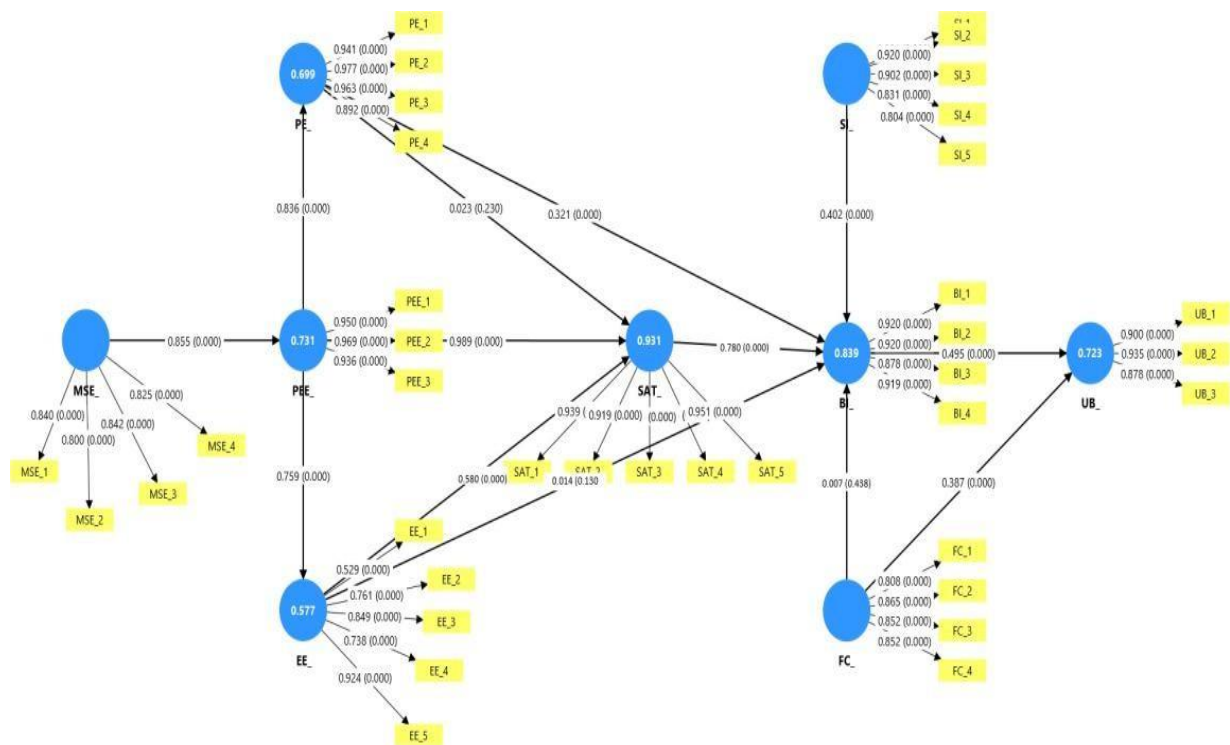 PE_1
0.941 (0.000)
PE_2
0.977 (0.000)
0.699
0.963 (0.000)
PE_3
0.892 (0.000)
PE_
PE_4
SI_2
0.920 (0.000)
0.902 (0.000)
SI_3
0.831 (0.000)
SI_4
0.804 (0.000)
SI_
SI_5
0.836 (0.000)
0.023 (0.230)
0.321 (0.000)
0.402 (0.000)
MSE_
0.855 (0.000)
0.731
PEE_
PEE_1
0.950 (0.000)
PEE_2
0.969 (0.000)
0.936 (0.000)
PEE_3
0.989 (0.000)
0.931
SAT_
0.780 (0.000)
0.839
BI_
BI_1
0.920 (0.000)
BI_2
0.920 (0.000)
0.878 (0.000)
BI_3
0.919 (0.000)
BI_4
0.495 (0.000)
0.723
UB_
UB_1
0.900 (0.000)
0.935 (0.000)
UB_2
0.878 (0.000)
UB_3
0.840 (0.000)
0.800 (0.000)
0.842 (0.000)
0.825 (0.000)
MSE_1
MSE_2
MSE_3
MSE_4
0.939 (
0.919 (0.000)
(0.000)
(
0.951 (0.000)
SAT_1
SAT_2
SAT_3
SAT_4
SAT_5
0.759 (0.000)
0.580 (0.000)
0.014 (0.130
0.007 (0.438)
0.387 (0.000)
0.577
EE_
EE_1
0.529 (0.000)
EE_2
0.761 (0.000)
0.849 (0.000)
EE_3
0.738 (0.000)
EE_4
0.924 (0.000)
EE_5
FC_
FC_1
0.808 (0.000)
FC_2
0.865 (0.000)
0.852 (0.000)
FC_3
0.852 (0.000)
FC_4